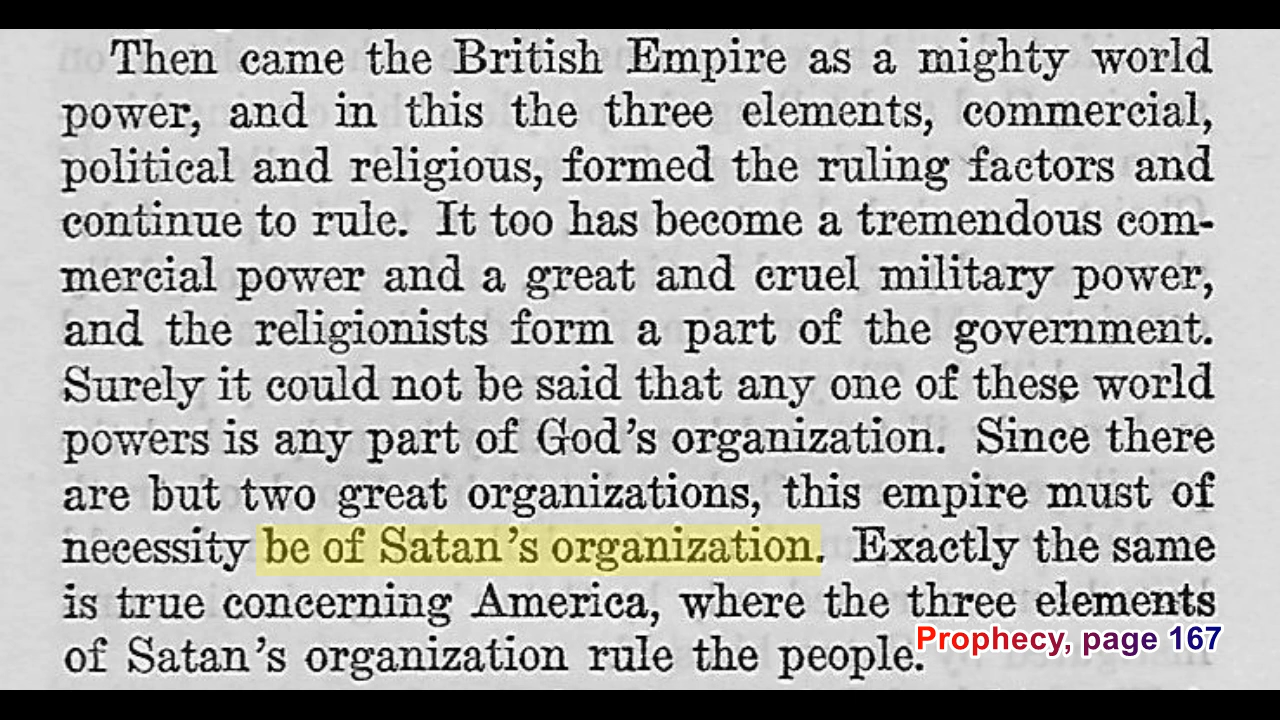 Then came the British Empire as a mighty world
power, and in this the three elements, commercial,
political and religious, formed the ruling factors and
continue to rule. It too has become a tremendous com-
mercial power and a great and cruel military power,
and the religionists form a part of the government.
Surely it could not be said that any one of these world
powers is any part of God's organization. Since there
are but two great organizations, this empire must of
necessity be of Satan's organization. Exactly the same
is true concerning America, where the three elements
of Satan's organization rule the people.
Prophecy, page 167